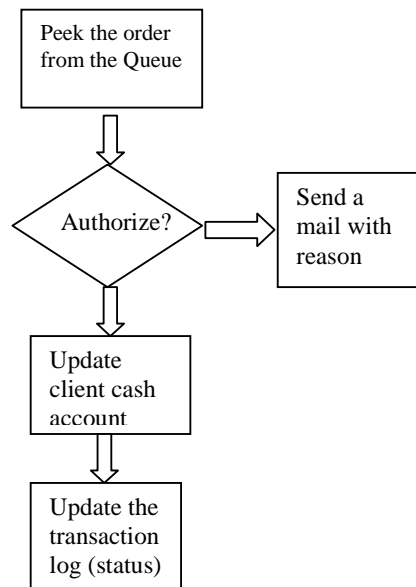 Peek the order
from the Queue
Authorize?
Send a
mail with
reason
Update
client cash
account
Update the
transaction
log (status)